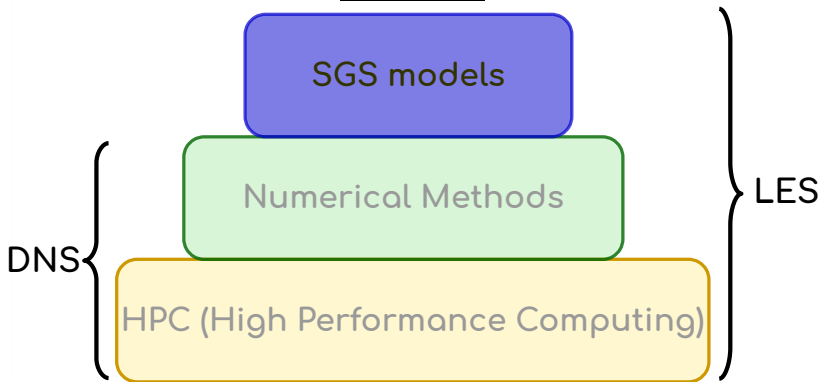 SGS models
Numerical Methods
HPC (High Performance Computing)
DNS
LES